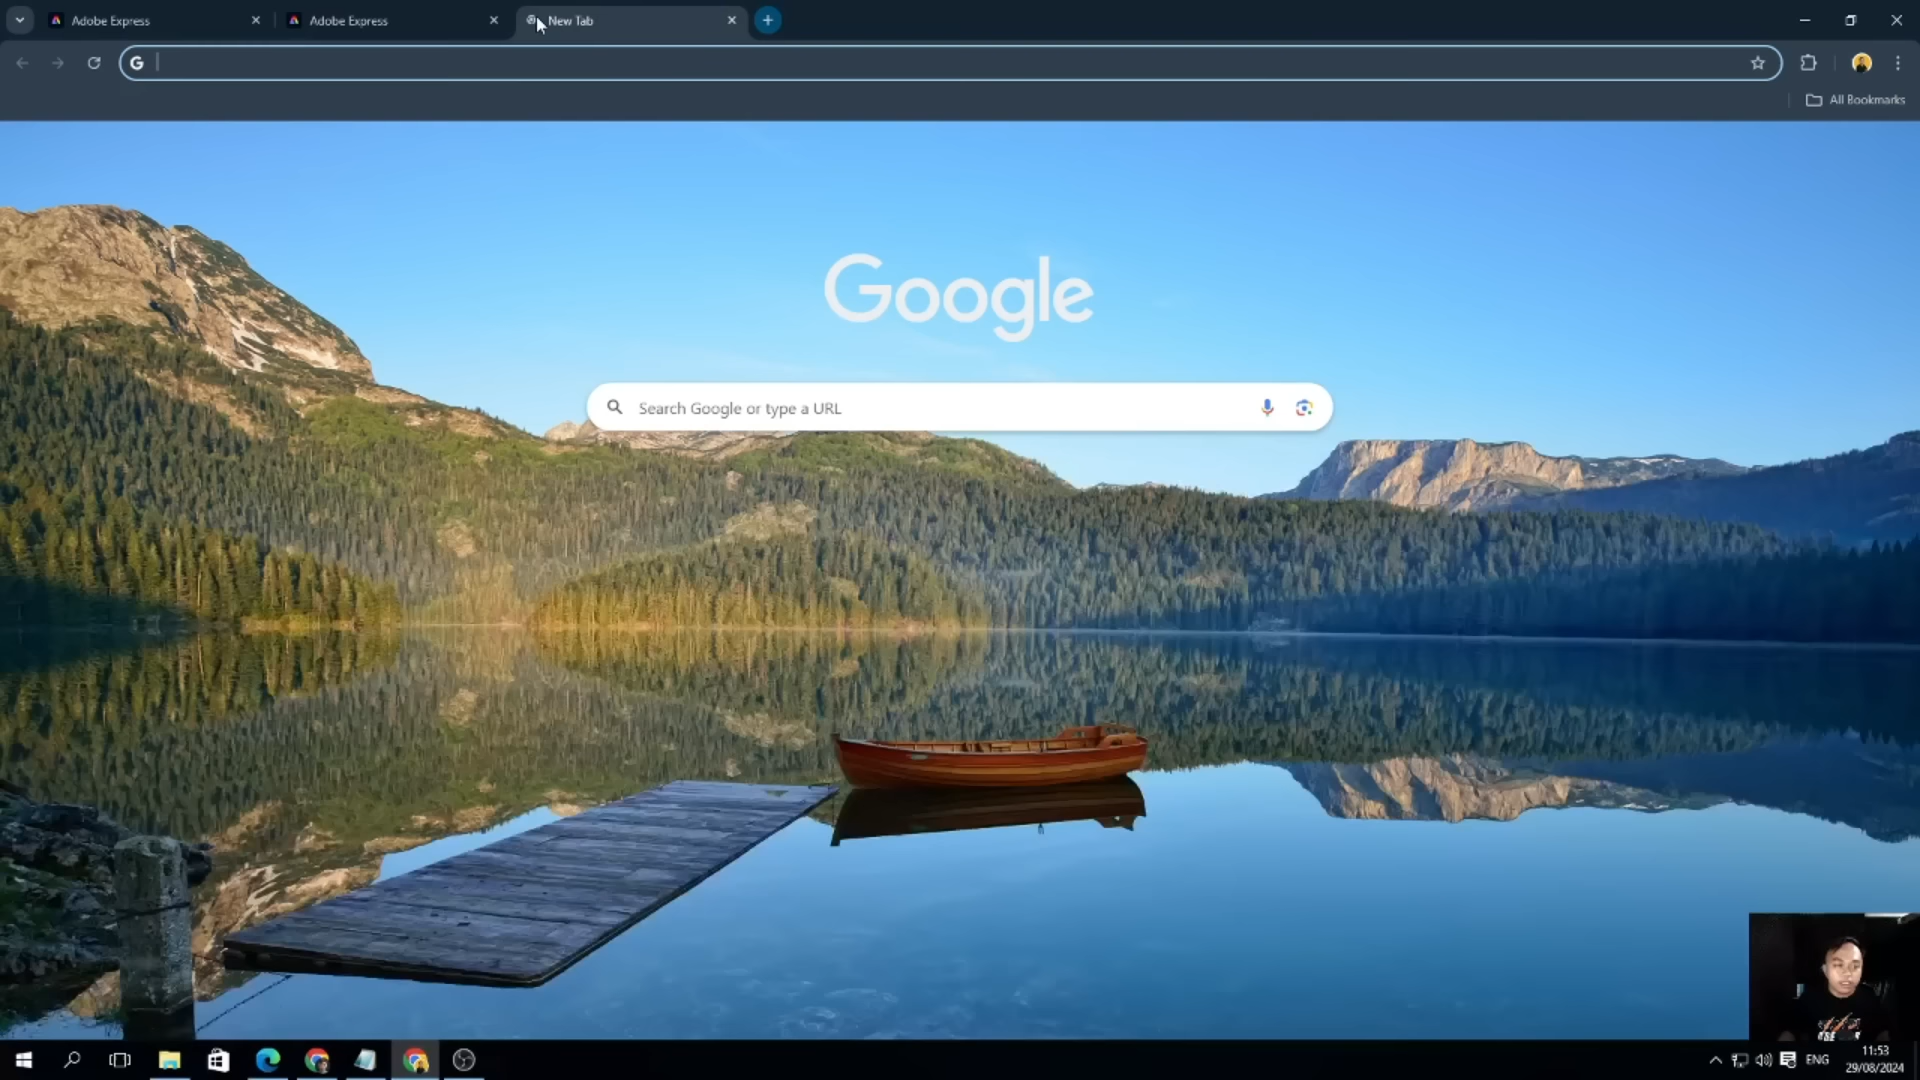 Adobe Express
Adobe Express
New Tab
All Bookmarks
Google
Search Google or type a URL
ENG
11:53
29/08/2024